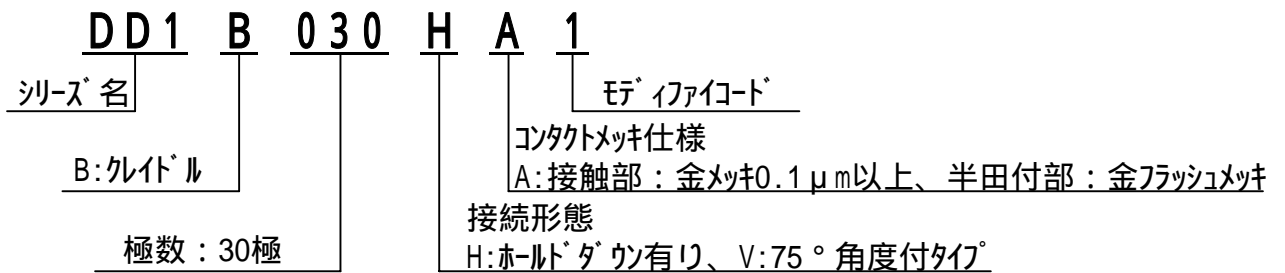 DD1 B 030 H A 1
ｼﾘｰｽﾞ名
ﾓﾃﾞｨﾌｧｲｺｰﾄﾞ
ｺﾝﾀｸﾄﾒｯｷ仕様
B:ｸﾚｲﾄﾞﾙ
A:接触部：金ﾒｯｷ0.1μm以上、半田付部：金ﾌﾗｯｼｭﾒｯｷ
接続形態
極数：30極
H:ﾎｰﾙﾄﾞﾀﾞｳﾝ有り、V:75°角度付ﾀｲﾌﾟ